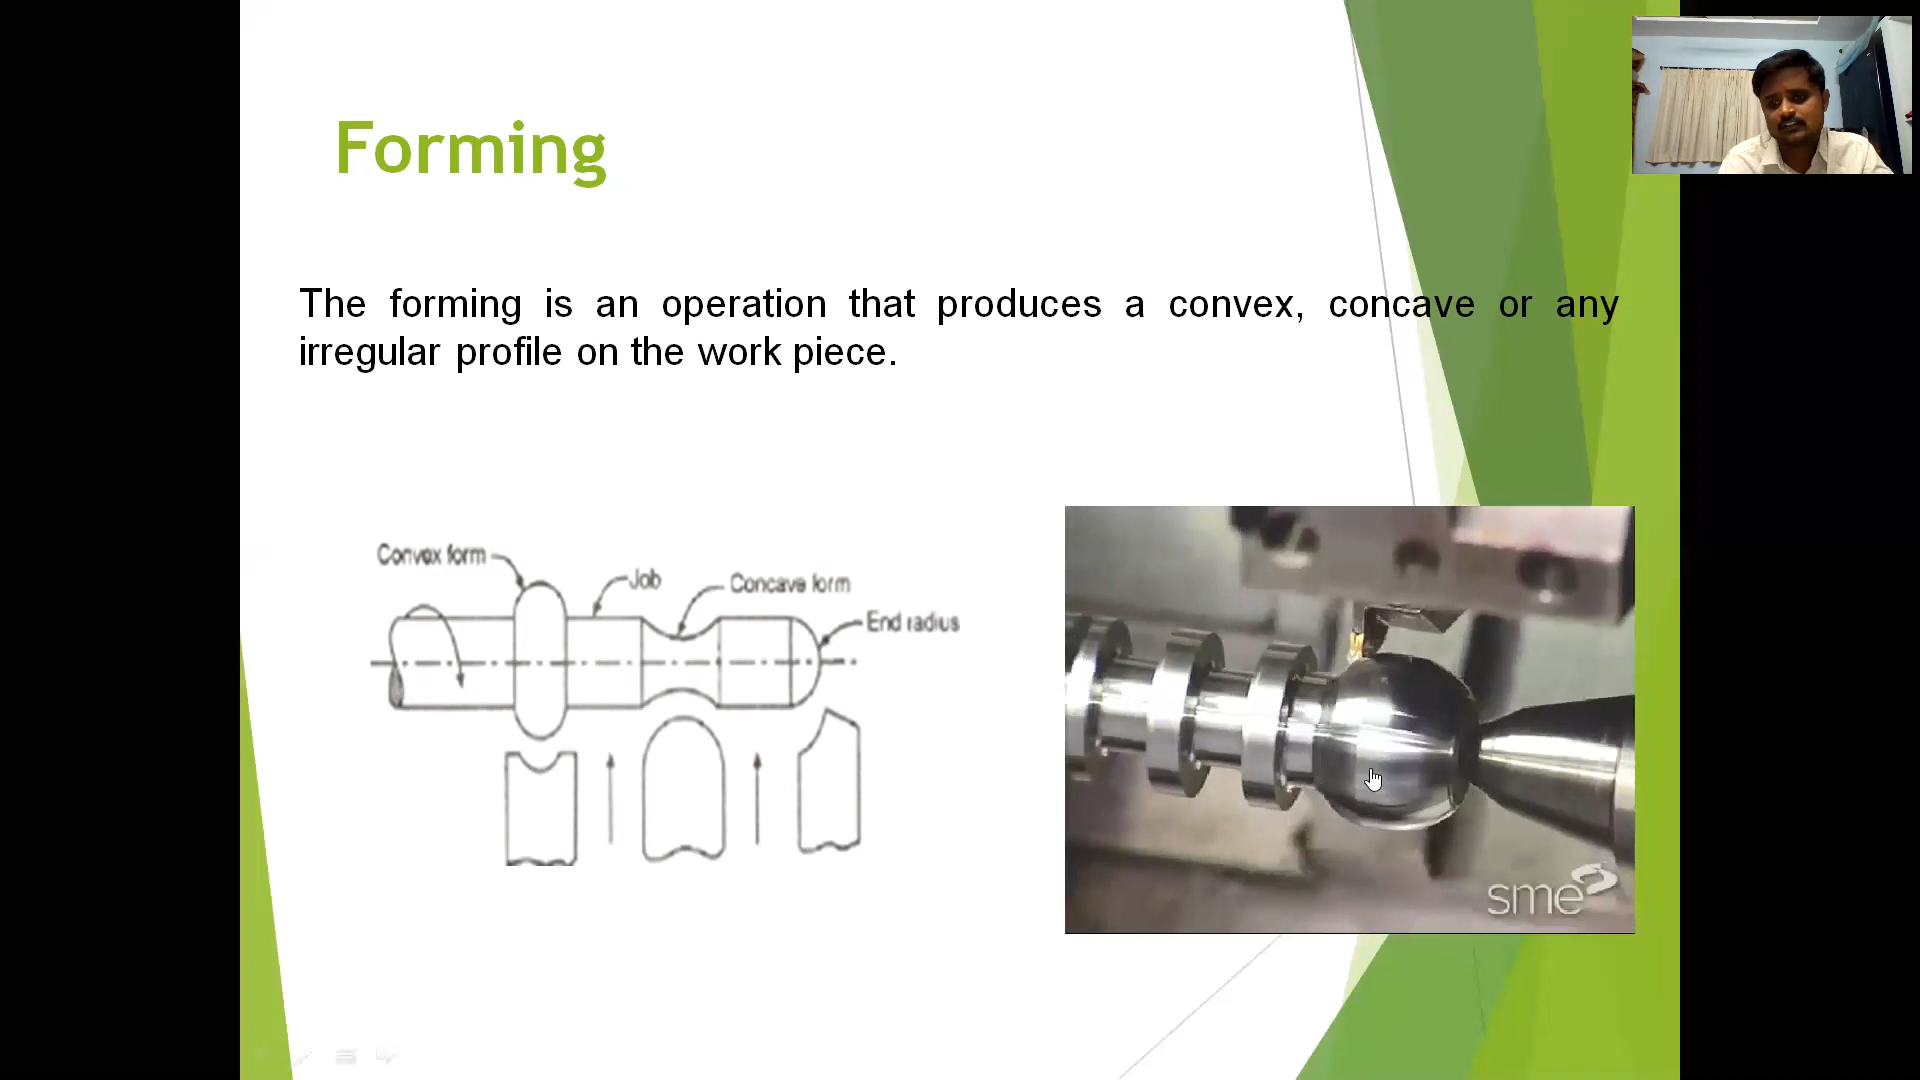 Forming
The forming is an operation that produces a convex, concave or any
irregular profile on the work piece.
Convex form
Job
Concave form
End radius
sme